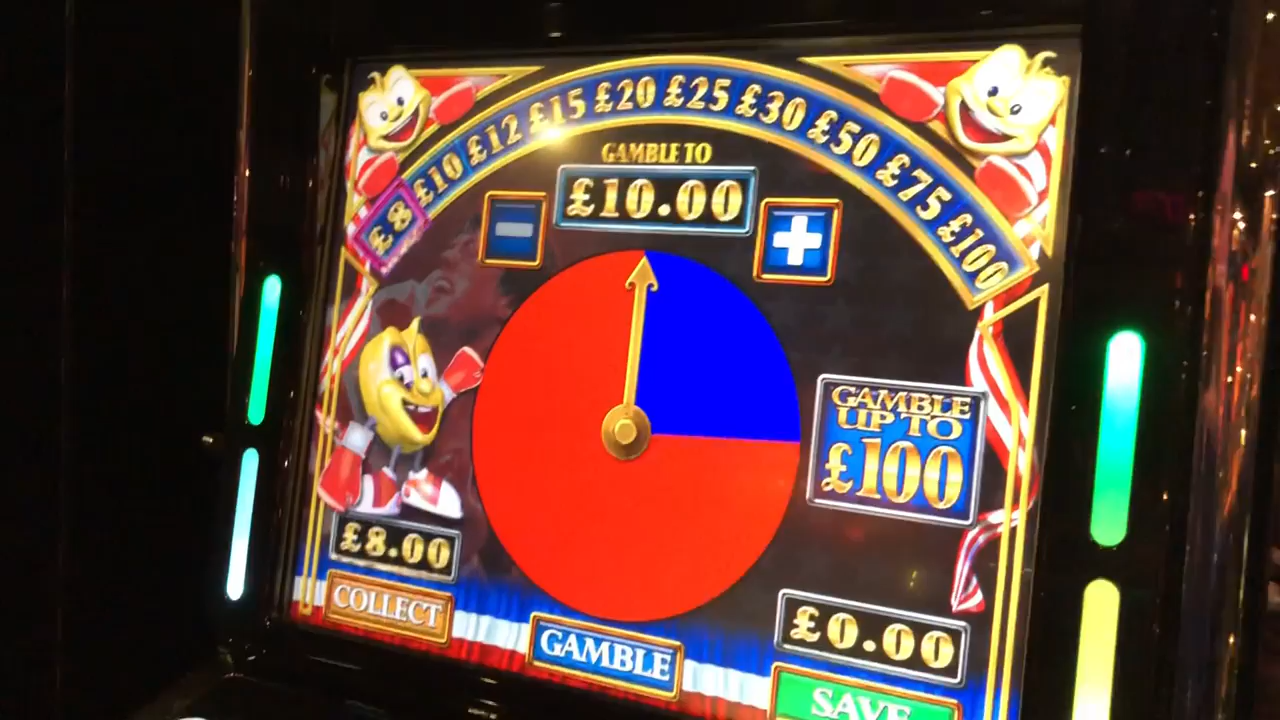 £8 £10 £12 £15 £20 £25 £30 £50 £75 £100
GAMBLE TO
£10.00
GAMBLE
UP TO
£100
£8.00
COLLECT
GAMBLE
£0.00
SAVE